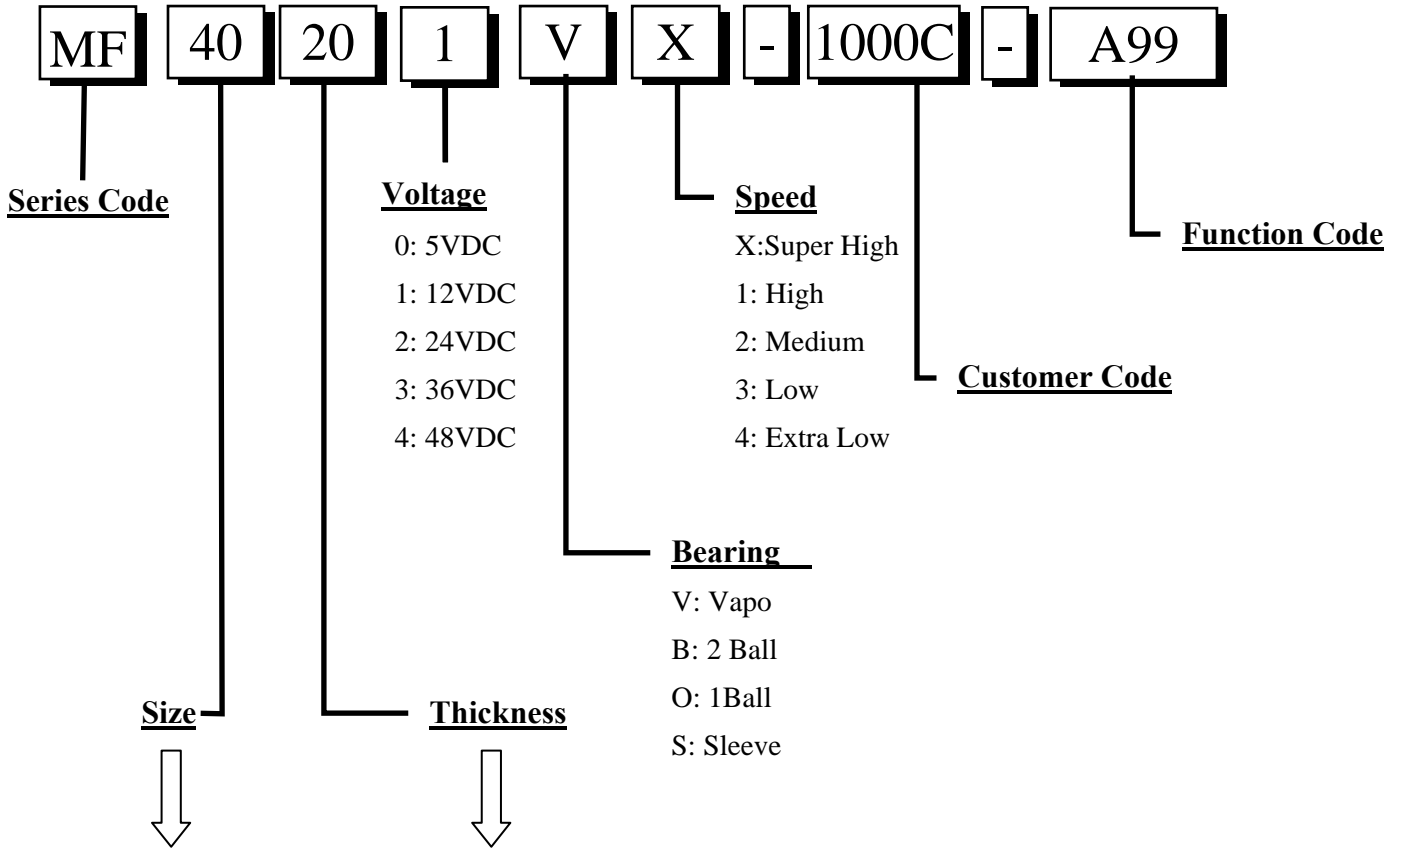 MF 40 20 1 V X - 1000C - A99
Series Code
Voltage
0: 5VDC
1: 12VDC
2: 24VDC
3: 36VDC
4: 48VDC
Speed
X:Super High
1: High
2: Medium
3: Low
4: Extra Low
Function Code
Customer Code
Bearing
V: Vapo
B: 2 Ball
O: 1Ball
S: Sleeve
Size
Thickness